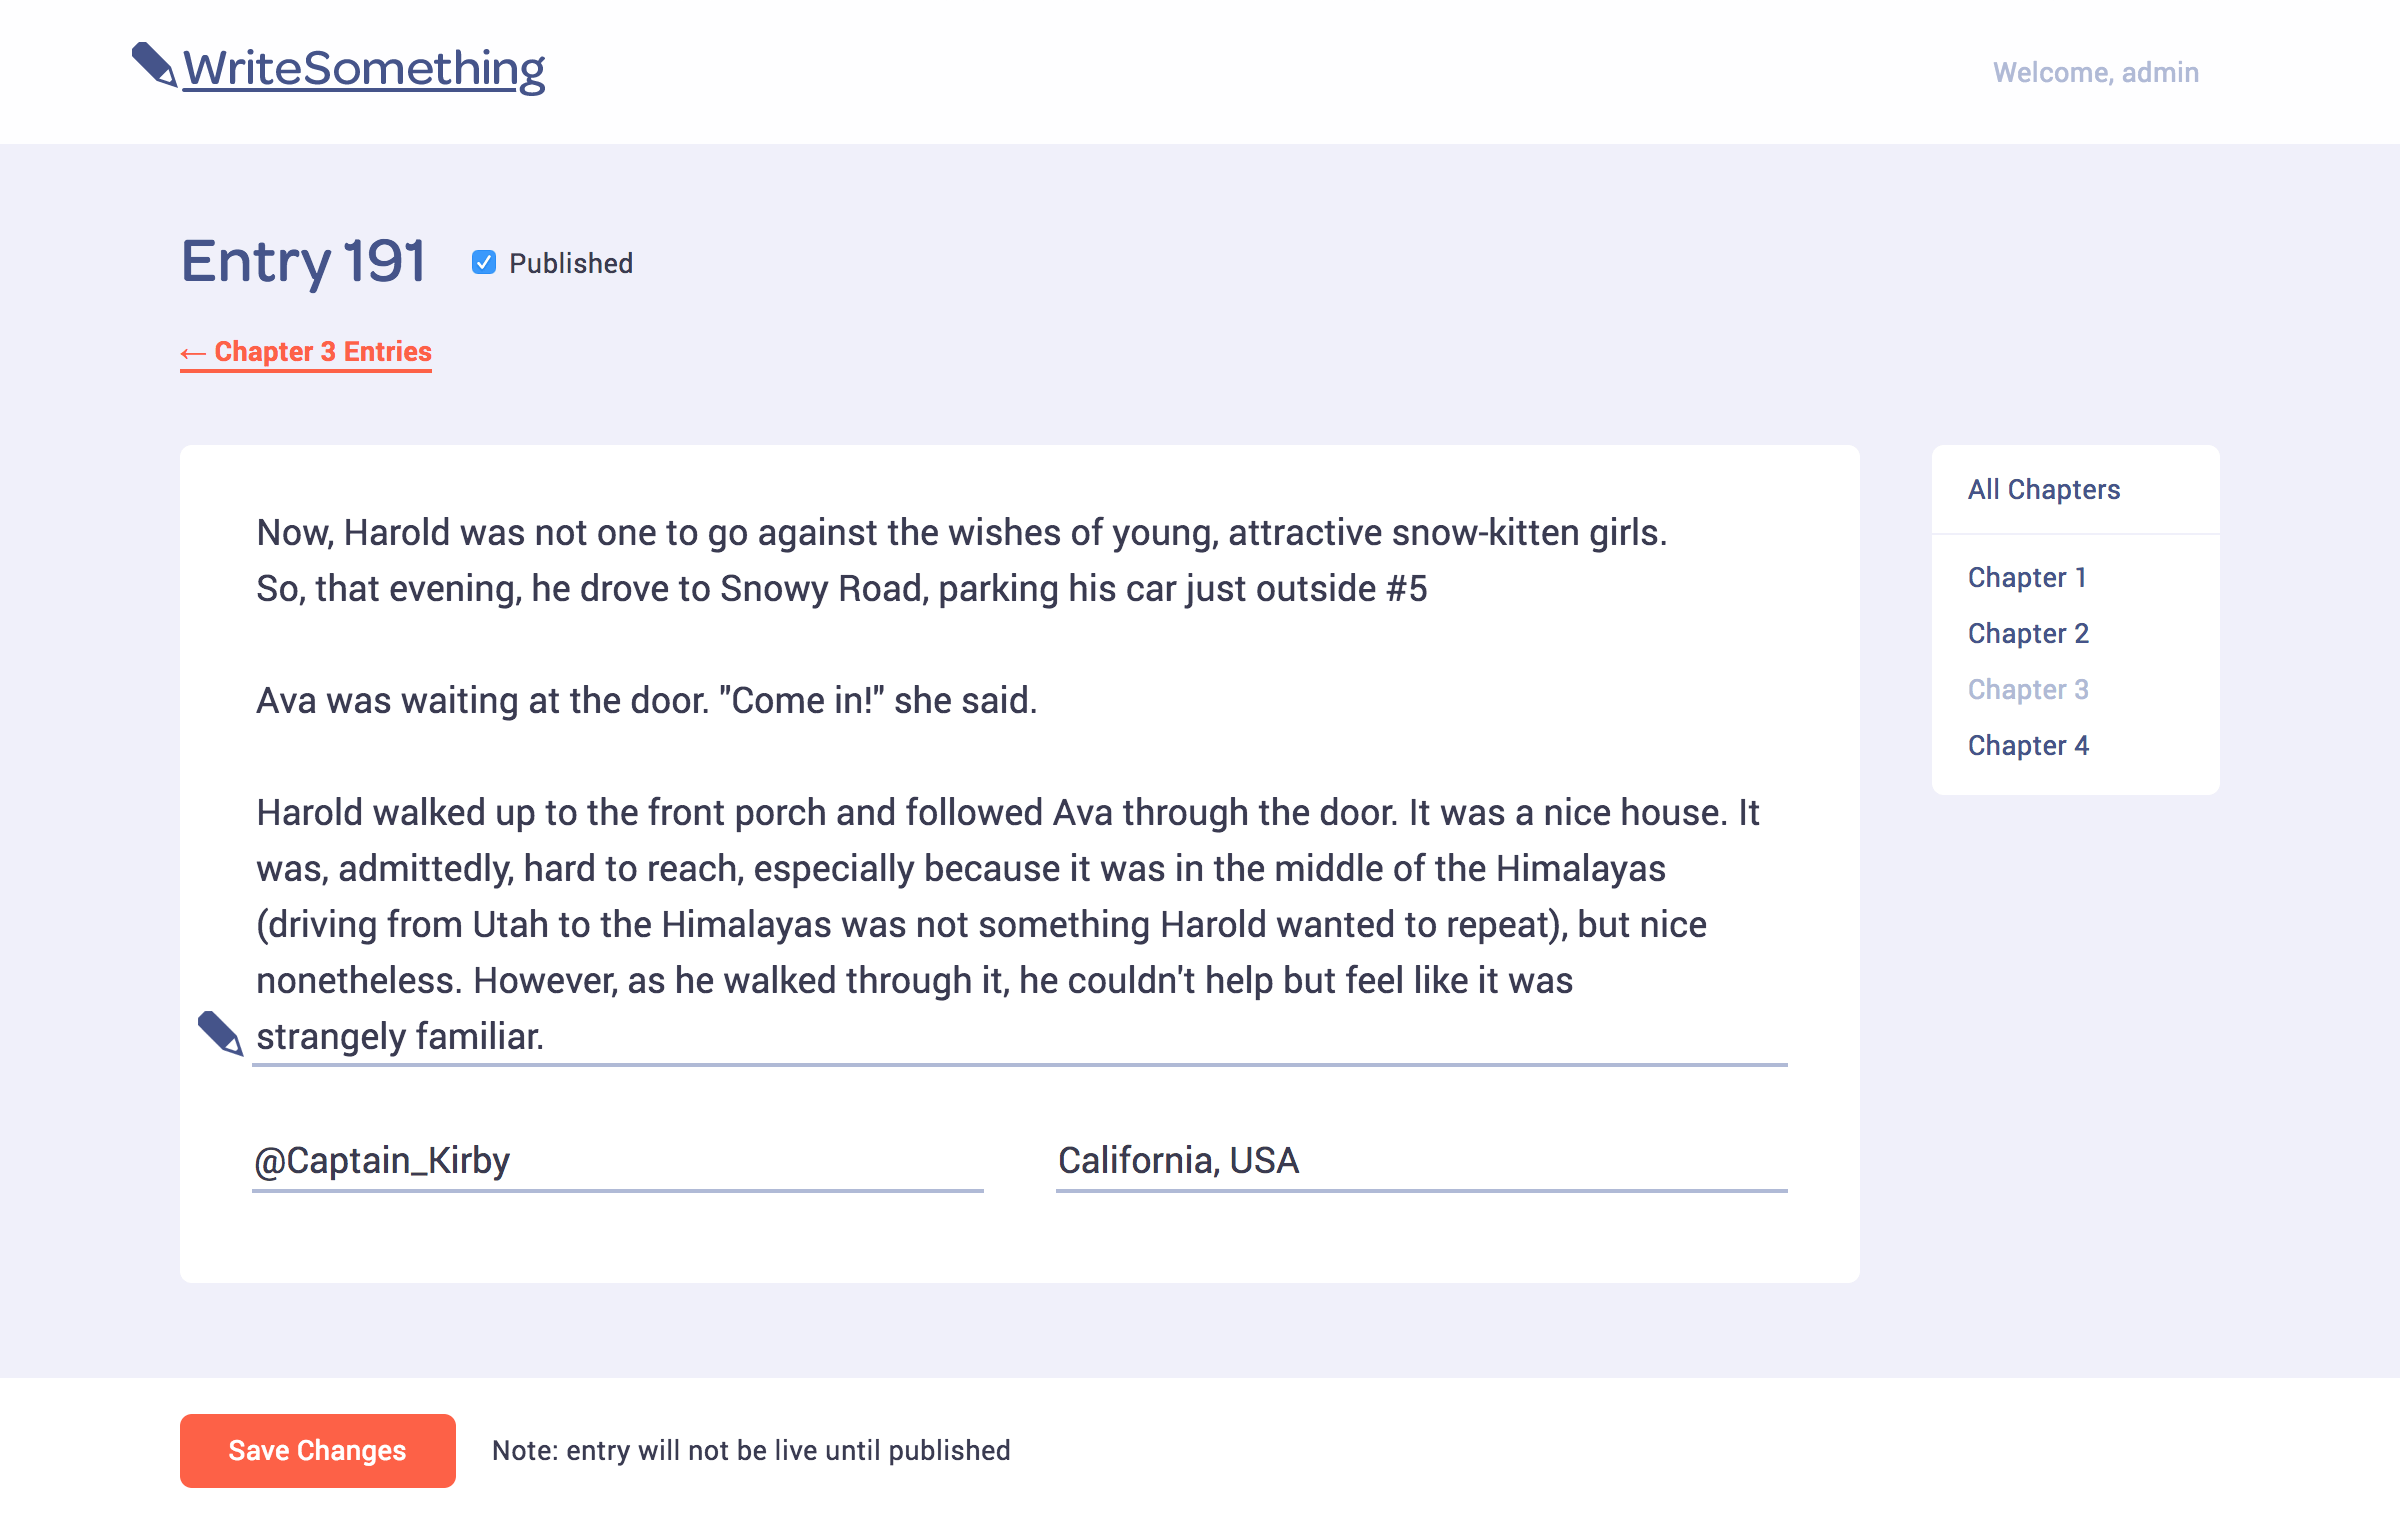 WriteSomething
Welcome, admin
Entry 191
Published
← Chapter 3 Entries
Now, Harold was not one to go against the wishes of young, attractive snow-kitten girls.
So, that evening, he drove to Snowy Road, parking his car just outside #5
Ava was waiting at the door. "Come in!" she said.
Harold walked up to the front porch and followed Ava through the door. It was a nice house. It
was, admittedly, hard to reach, especially because it was in the middle of the Himalayas
(driving from Utah to the Himalayas was not something Harold wanted to repeat), but nice
nonetheless. However, as he walked through it, he couldn't help but feel like it was
strangely familiar.
@Captain_Kirby
California, USA
All Chapters
Chapter 1
Chapter 2
Chapter 3
Chapter 4
Save Changes
Note: entry will not be live until published